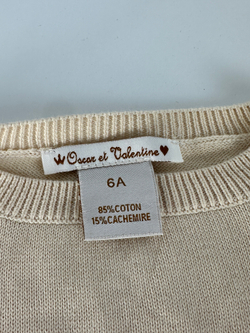 Oscar et Valentine
6A
85%COTON
15%CACHEMIRE